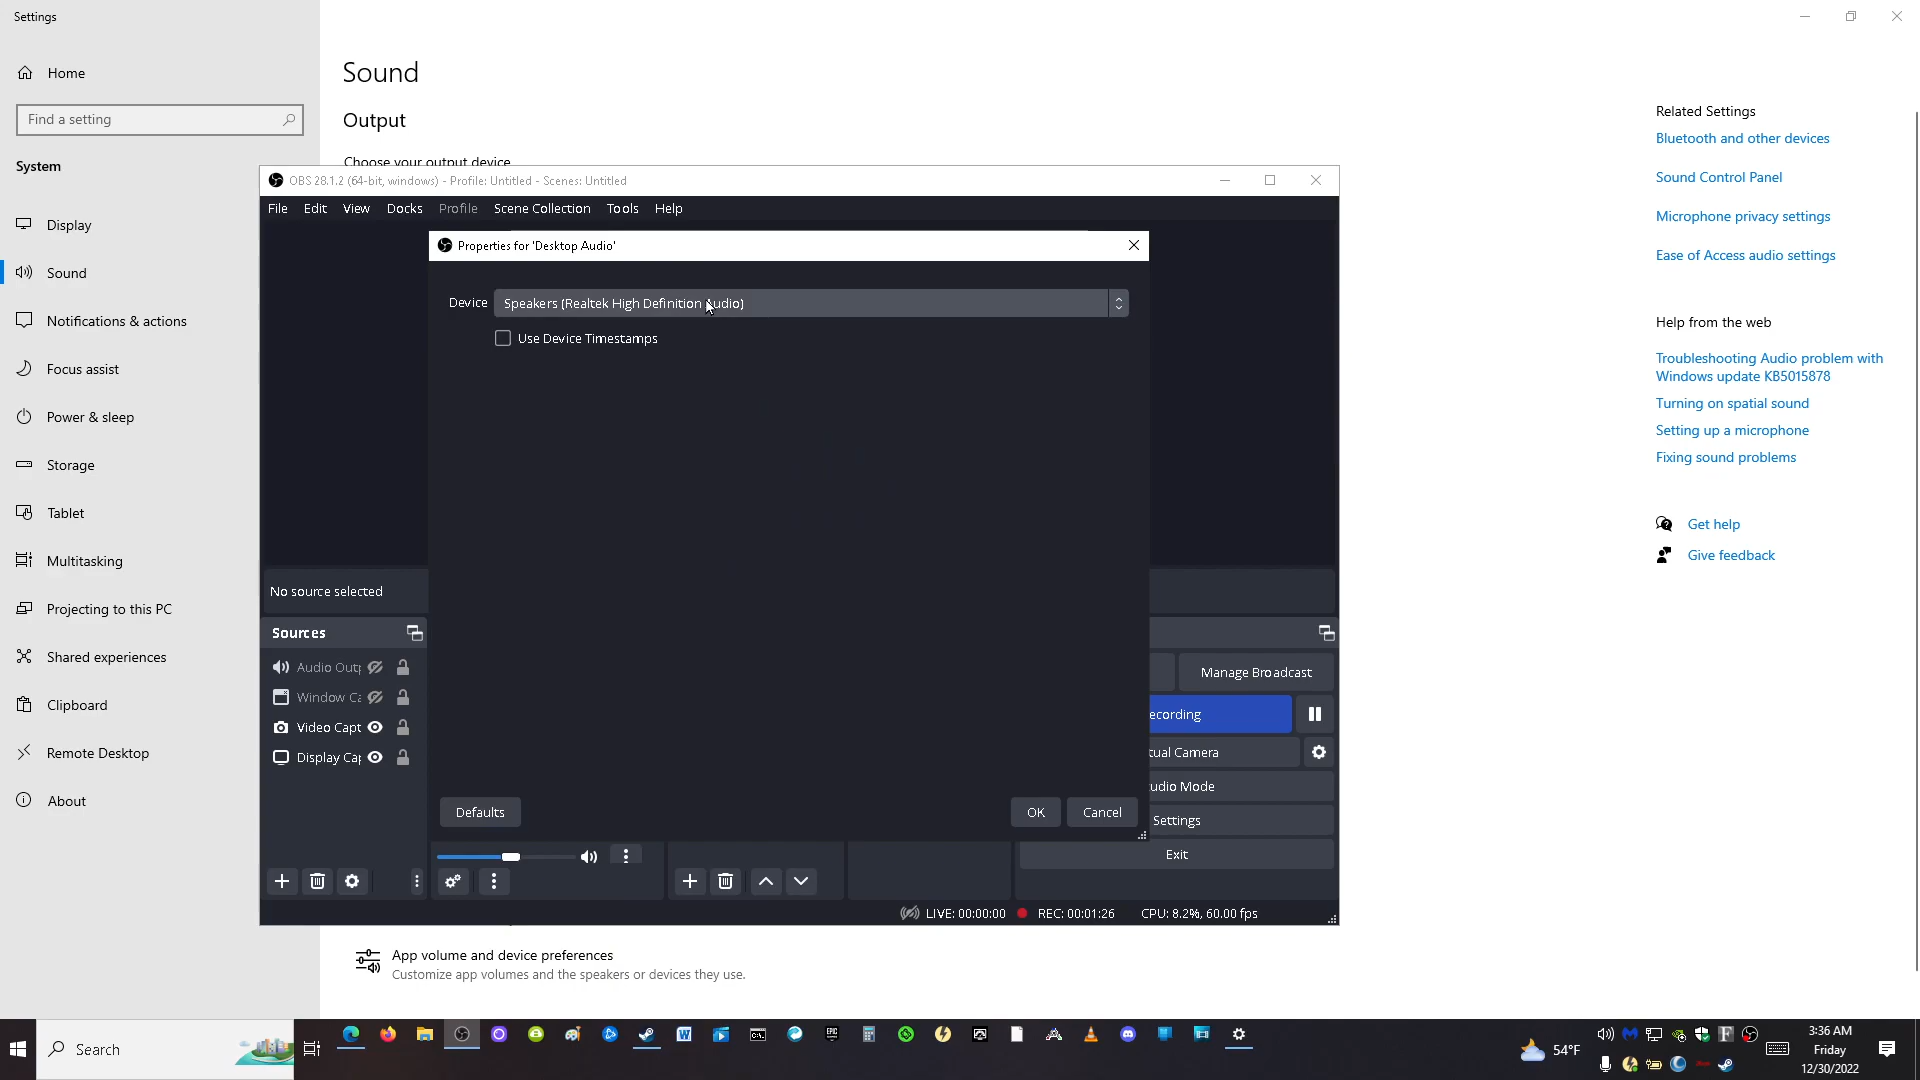 Settings
Home
Find a setting
System
Display
Sound
Notifications & actions
Focus assist
Power & sleep
Storage
Tablet
Multitasking
Projecting to this PC
Shared experiences
Clipboard
Remote Desktop
About
Sound
Output
Choose your output device
OBS 28.1.2 (64-bit, windows) - Profile: Untitled - Scenes: Untitled
File Edit View Docks Profile Scene Collection Tools Help
Properties for 'Desktop Audio'
Device Speakers (Realtek High Definition Audio)
Use Device Timestamps
Defaults OK Cancel
No source selected
Sources
Audio Outp
Window Ca
Video Capt
Display Cap
Manage Broadcast
ecording
tual Camera
udio Mode
Settings
Exit
LIVE: 00:00:00 REC: 00:01:26 CPU: 8.2%, 60.00 fps
App volume and device preferences
Customize app volumes and the speakers or devices they use.
Related Settings
Bluetooth and other devices
Sound Control Panel
Microphone privacy settings
Ease of Access audio settings
Help from the web
Troubleshooting Audio problem with
Windows update KB5015878
Turning on spatial sound
Setting up a microphone
Fixing sound problems
Get help
Give feedback
Search
54°F
3:36 AM
Friday
12/30/2022